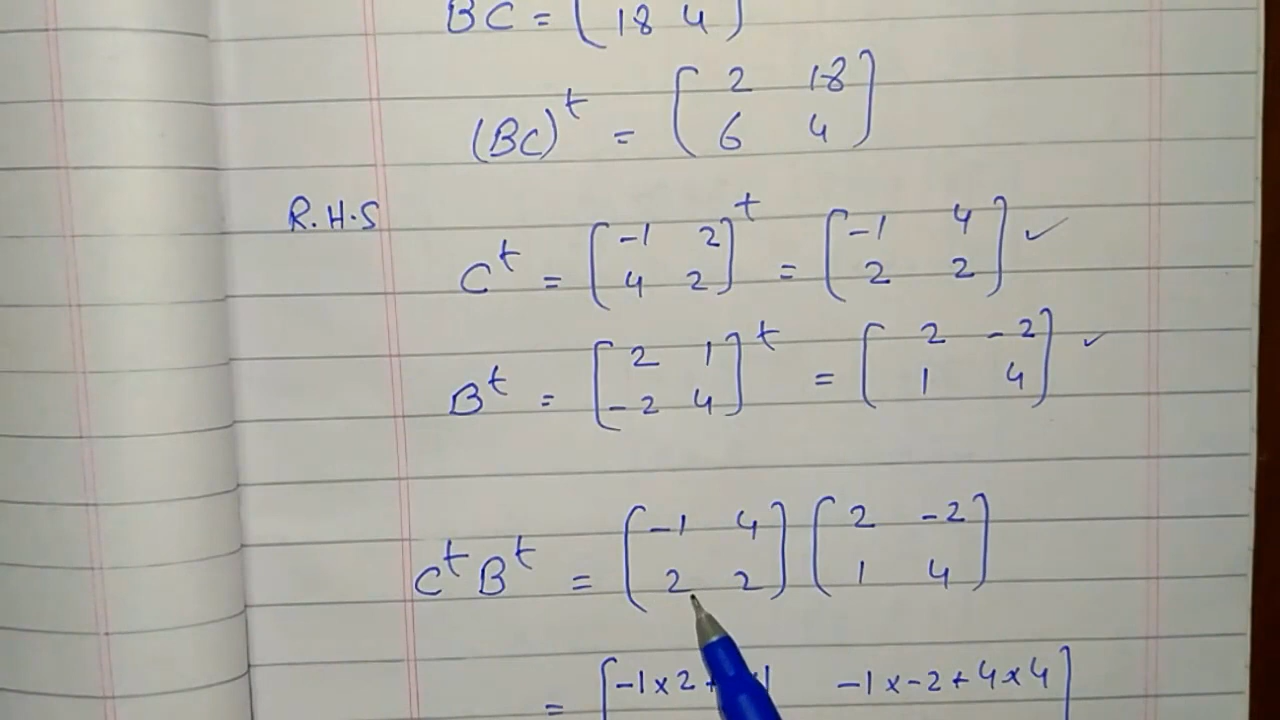 BC = [ 18 4 ]
(BC)^t = [ 2 18
6 4 ]
R.H.S
C^t = [ -1 2
4 2 ]^t = [ -1 4
2 2 ] ✓
B^t = [ 2 1
-2 4 ]^t = [ 2 -2
1 4 ] ✓
C^t B^t = [ -1 4
2 2 ] [ 2 -2
1 4 ]
= [ -1×2+ ×1 -1×-2+4×4 ]